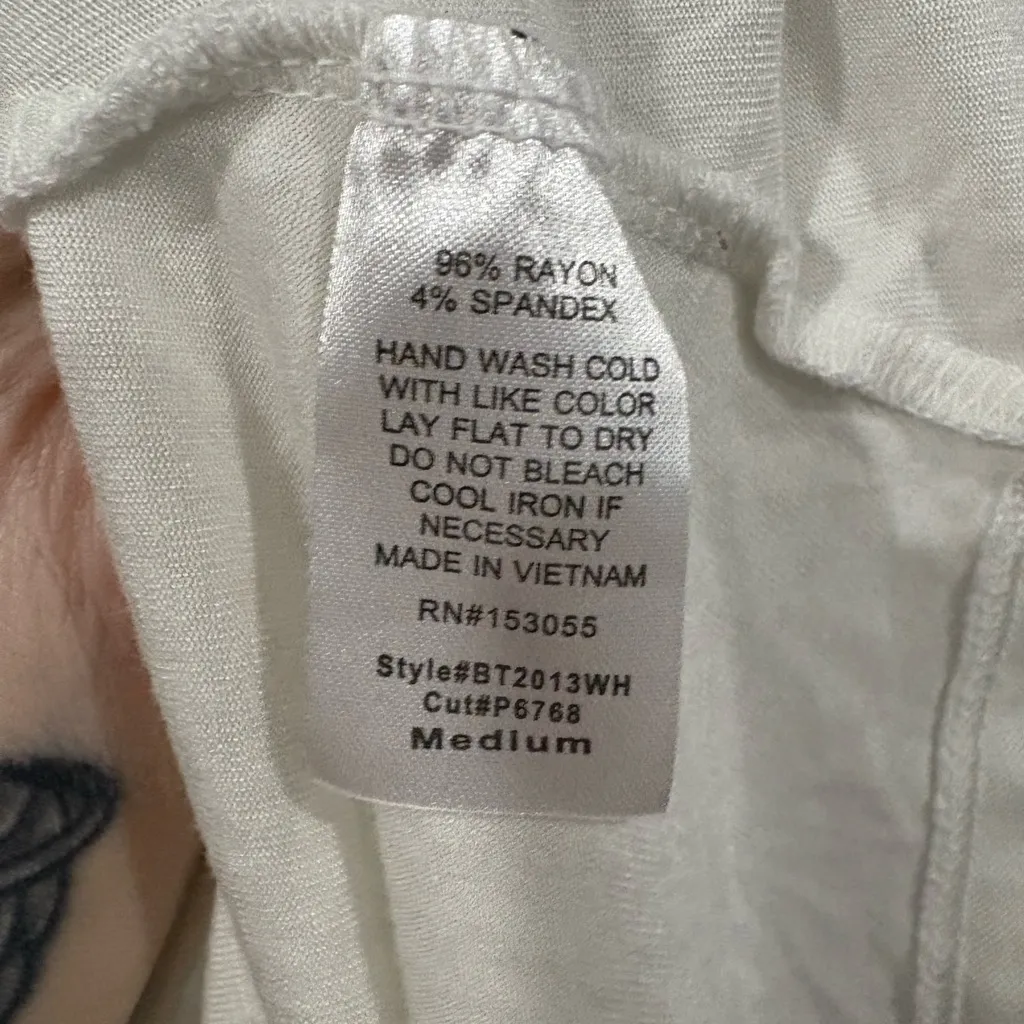 96% RAYON
4% SPANDEX
HAND WASH COLD
WITH LIKE COLOR
LAY FLAT TO DRY
DO NOT BLEACH
COOL IRON IF
NECESSARY
MADE IN VIETNAM
RN#153055
Style#BT2013WH
Cut#P6768
Medium